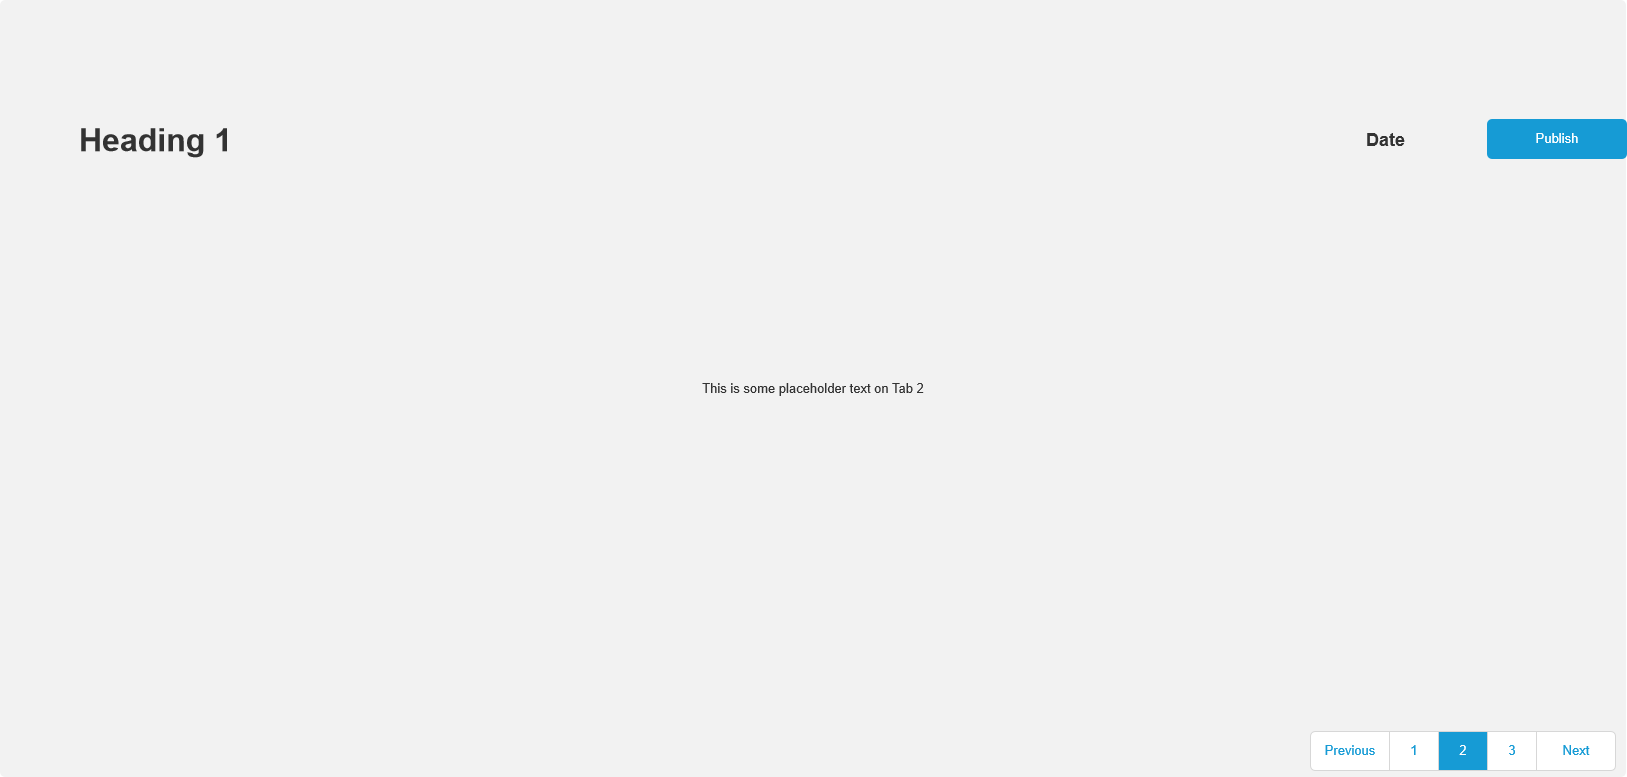 Heading 1
Date
Publish
This is some placeholder text on Tab 2
Previous 1 2 3 Next